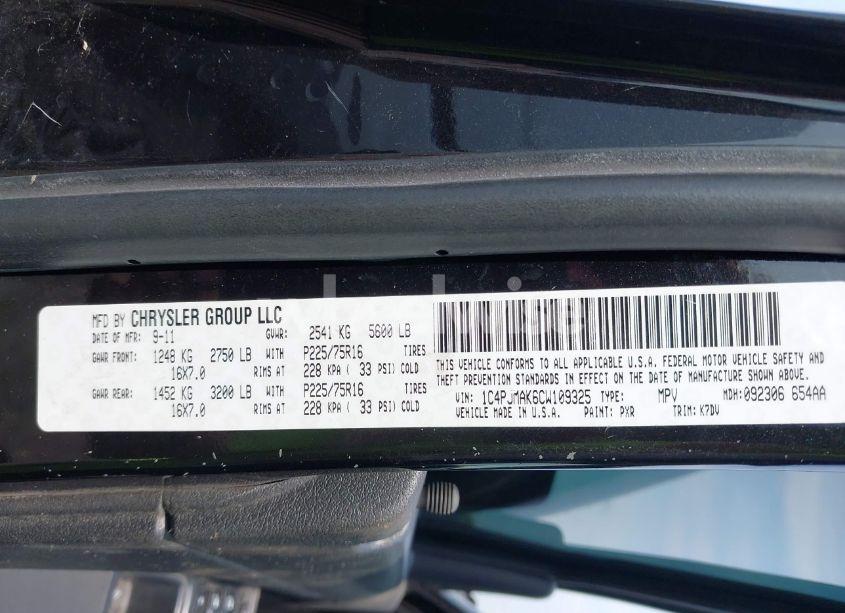 MFD BY CHRYSLER GROUP LLC
DATE OF MFR: 9-11 GVWR: 2541 KG 5600 LB
GAWR FRONT: 1248 KG 2750 LB WITH P225/75R16 TIRES
16X7.0 RIMS AT 228 KPA ( 33 PSI) COLD
GAWR REAR: 1452 KG 3200 LB WITH P225/75R16 TIRES
16X7.0 RIMS AT 228 KPA ( 33 PSI) COLD
THIS VEHICLE CONFORMS TO ALL APPLICABLE U.S.A. FEDERAL MOTOR VEHICLE SAFETY AND
THEFT PREVENTION STANDARDS IN EFFECT ON THE DATE OF MANUFACTURE SHOWN ABOVE.
VIN: 1C4PJMAK6CW109325 TYPE: MPV MDH: 092306 654AA
VEHICLE MADE IN U.S.A. PAINT: PXR TRIM: K7DV